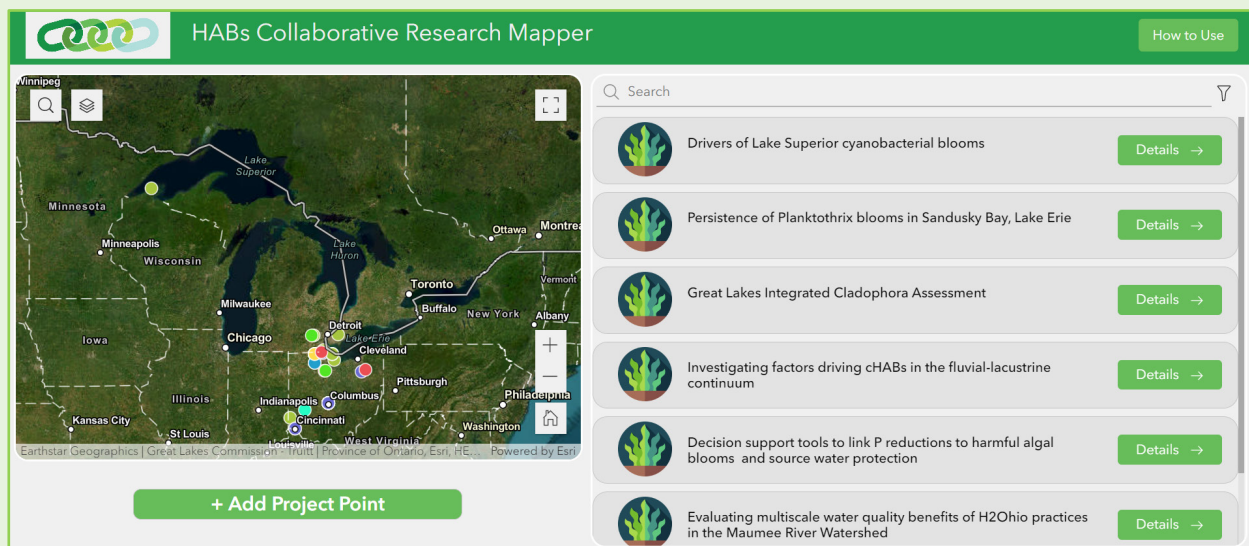 HABs Collaborative Research Mapper
How to Use
Winnipeg
Lake
Superior
Minnesota
Ottawa
Montrea
Minneapolis
Wisconsin
Lake
Huron
Toronto
Vermont
Milwaukee
Buffalo
New York
Albany
Detroit
Iowa
Chicago
Lake Erie
Cleveland
Pittsburgh
Illinois
Indianapolis
Columbus
Philadelphia
Kansas City
Cincinnati
St Louis
Washington
Louisville
West Virginia
Earthstar Geographics | Great Lakes Commission - Truitt | Province of Ontario, Esri, HE... Powered by Esri
+ Add Project Point
Search
Drivers of Lake Superior cyanobacterial blooms
Details →
Persistence of Planktothrix blooms in Sandusky Bay, Lake Erie
Details →
Great Lakes Integrated Cladophora Assessment
Details →
Investigating factors driving cHABs in the fluvial-lacustrine
continuum
Details →
Decision support tools to link P reductions to harmful algal
blooms and source water protection
Details →
Evaluating multiscale water quality benefits of H2Ohio practices
in the Maumee River Watershed
Details →